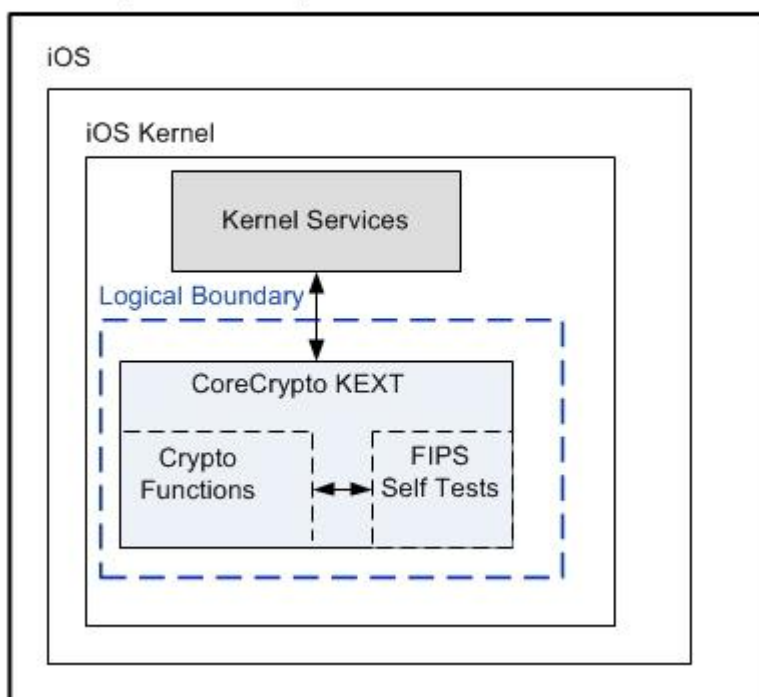 iOS
iOS Kernel
Kernel Services
Logical Boundary
CoreCrypto KEXT
Crypto
Functions
FIPS
Self Tests